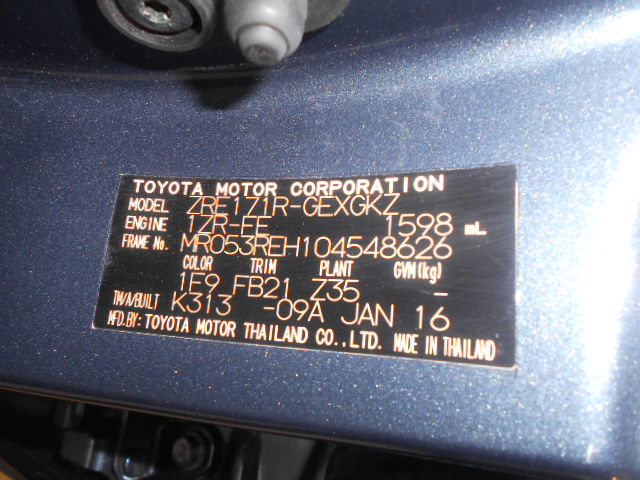 TOYOTA MOTOR CORPORATION
MODEL ZRE171R-GEXGKZ
ENGINE 1ZR-FE 1598 mL
FRAME No. MR053REH104548626
COLOR TRIM PLANT GVM(kg)
1F9 FB21 Z35 -
TM/A/BUILT K313 -09A JAN 16
MFD.BY: TOYOTA MOTOR THAILAND CO.,LTD. MADE IN THAILAND